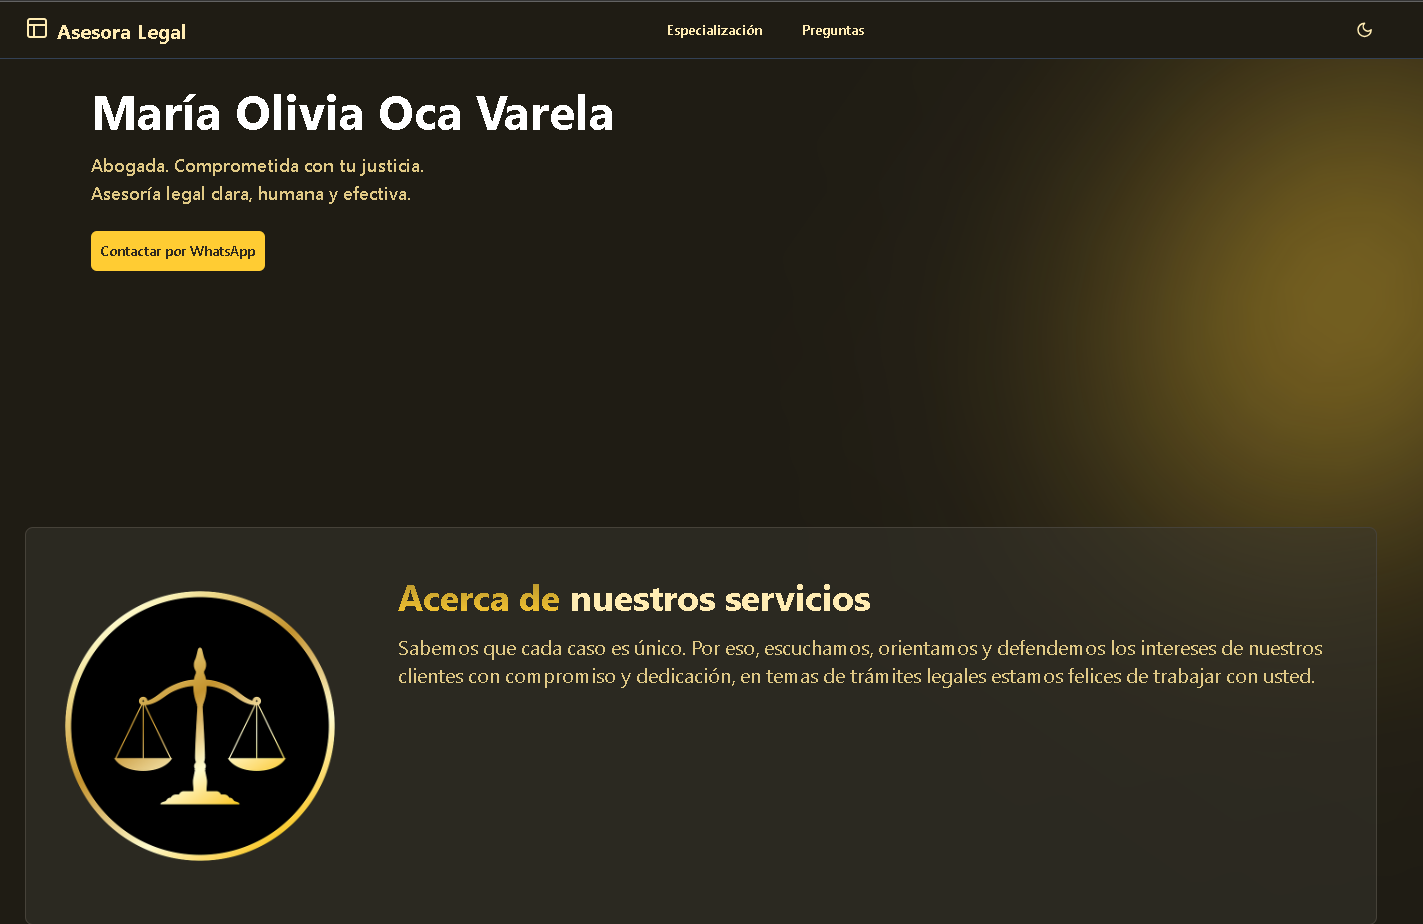 Asesora Legal
Especialización
Preguntas
María Olivia Oca Varela
Abogada. Comprometida con tu justicia.
Asesoría legal clara, humana y efectiva.
Contactar por WhatsApp
Acerca de nuestros servicios
Sabemos que cada caso es único. Por eso, escuchamos, orientamos y defendemos los intereses de nuestros
clientes con compromiso y dedicación, en temas de trámites legales estamos felices de trabajar con usted.